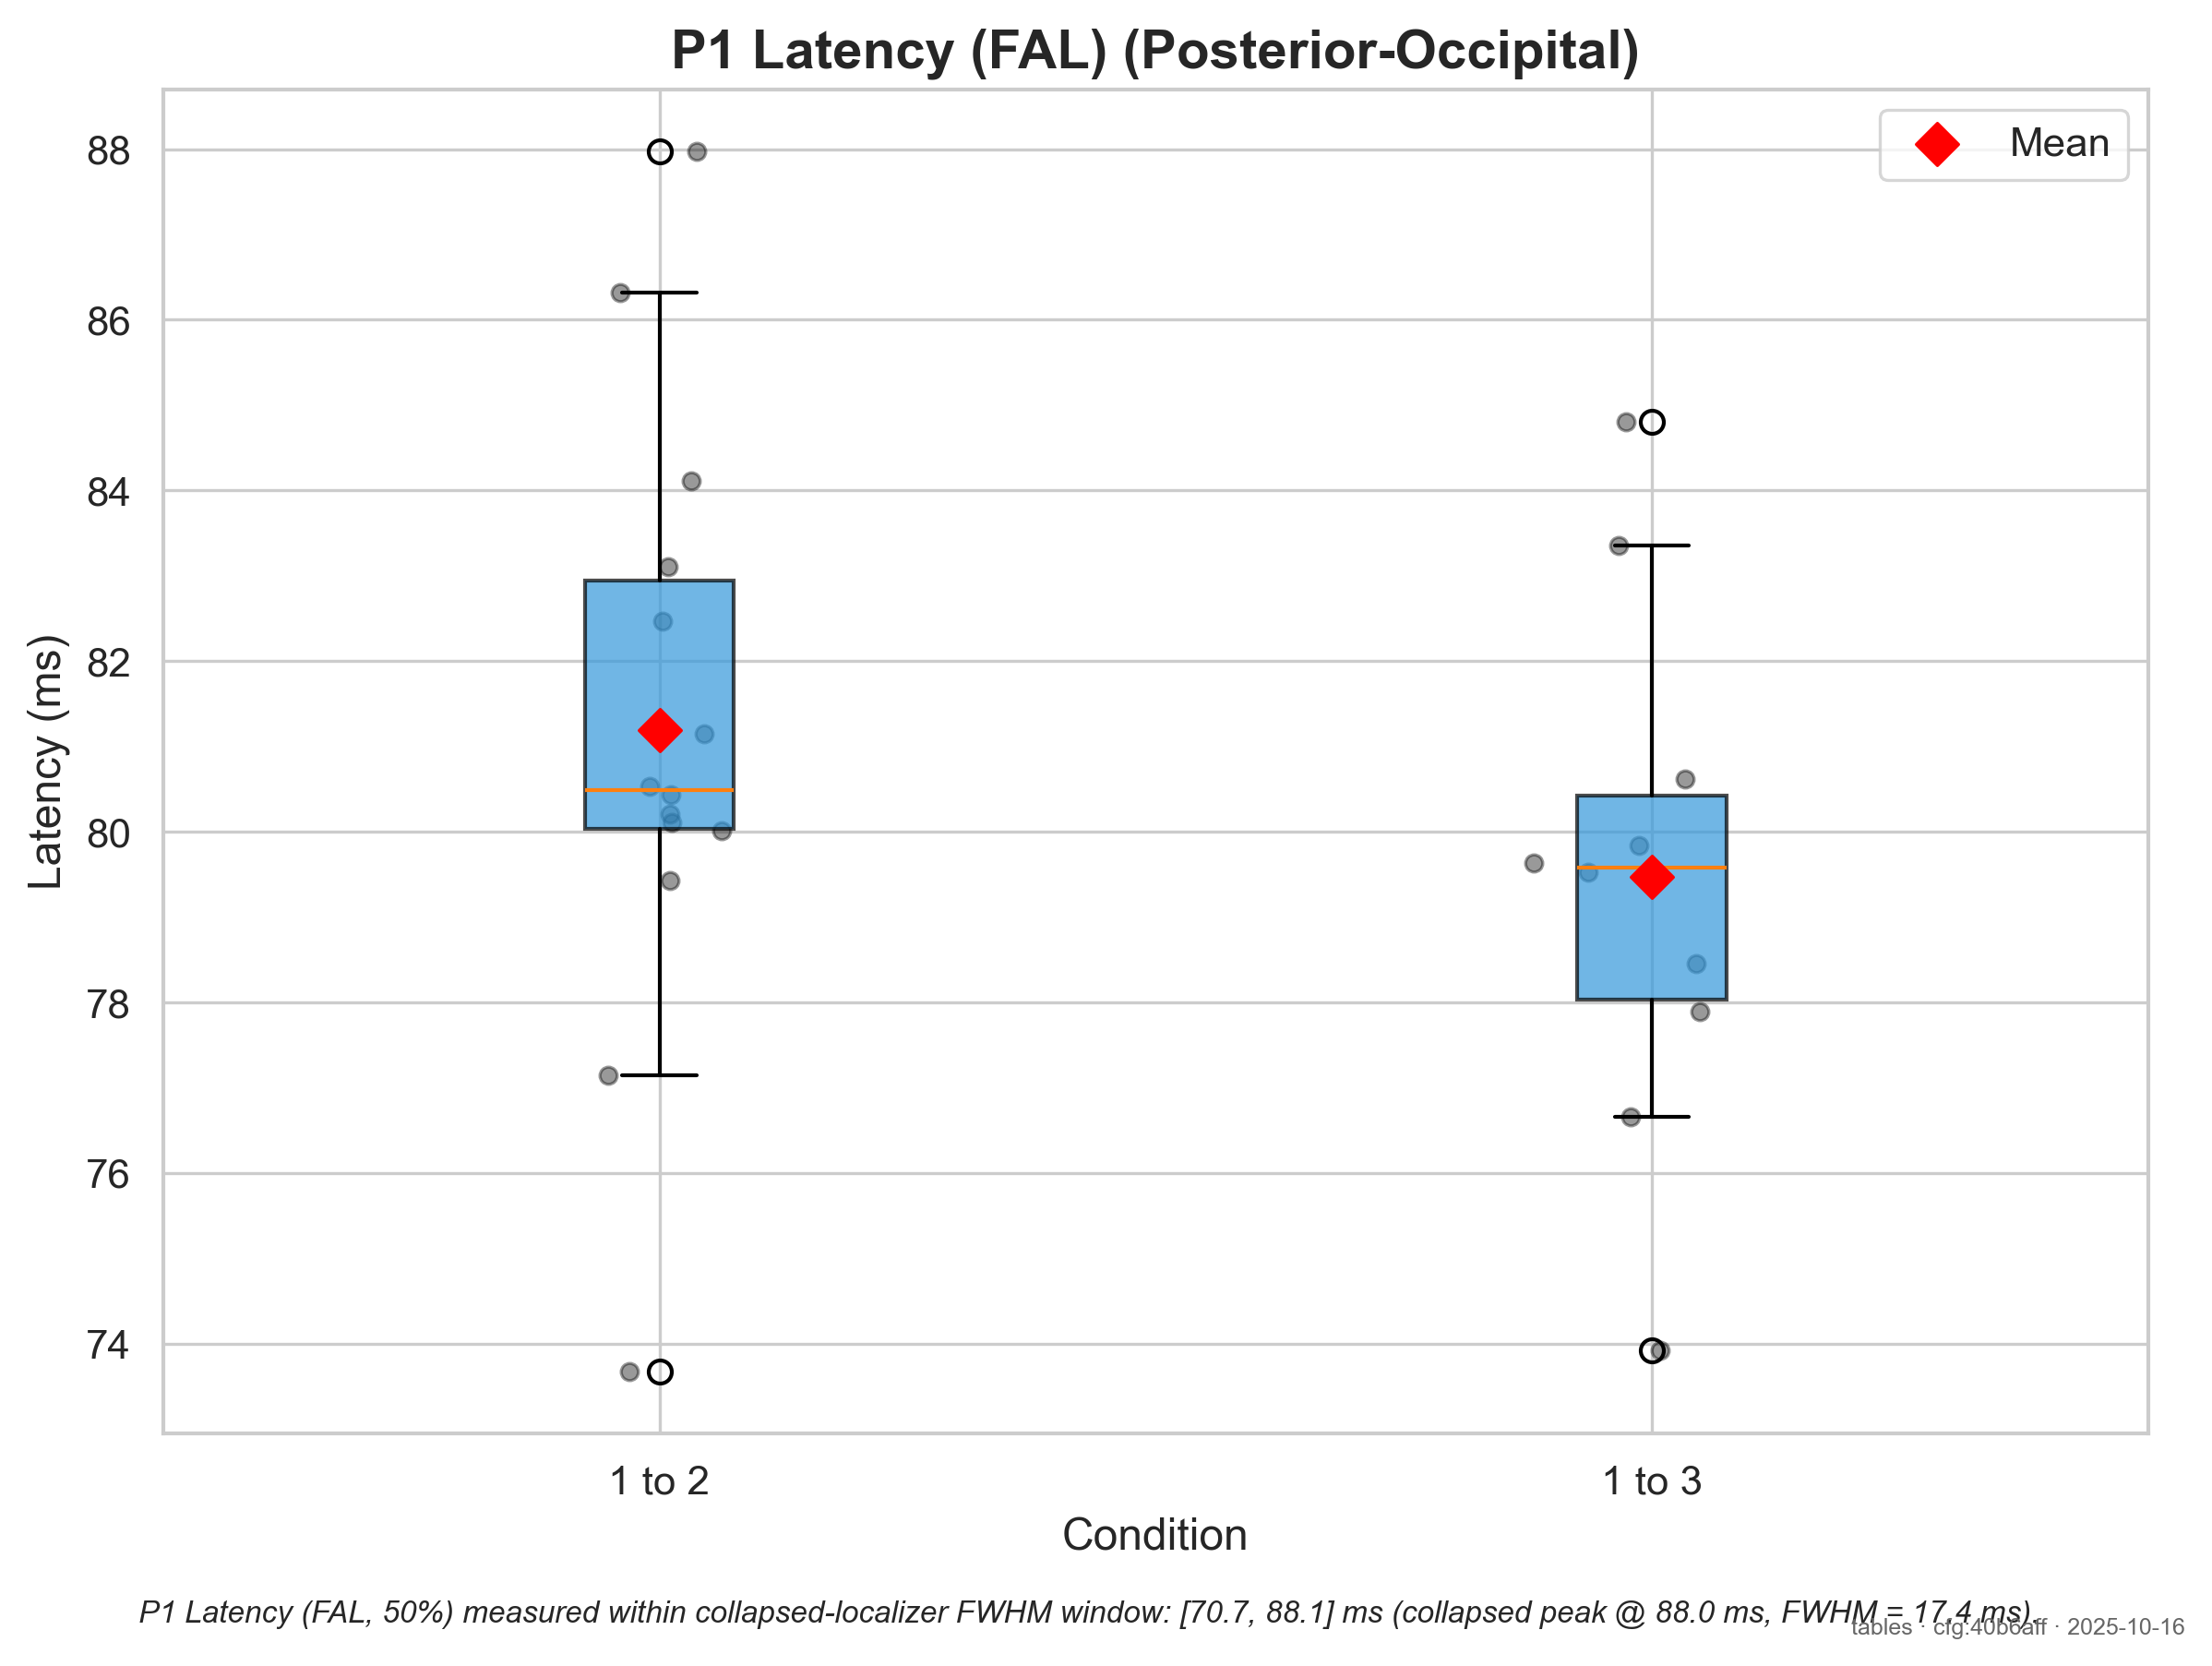 P1 Latency (FAL) (Posterior-Occipital)
Mean
88
86
84
82
80
78
76
74
Latency (ms)
1 to 2
1 to 3
Condition
P1 Latency (FAL, 50%) measured within collapsed-localizer FWHM window: [70.7, 88.1] ms (collapsed peak @ 88.0 ms, FWHM = 17.4 ms).
tables · cfg:40b6aff · 2025-10-16